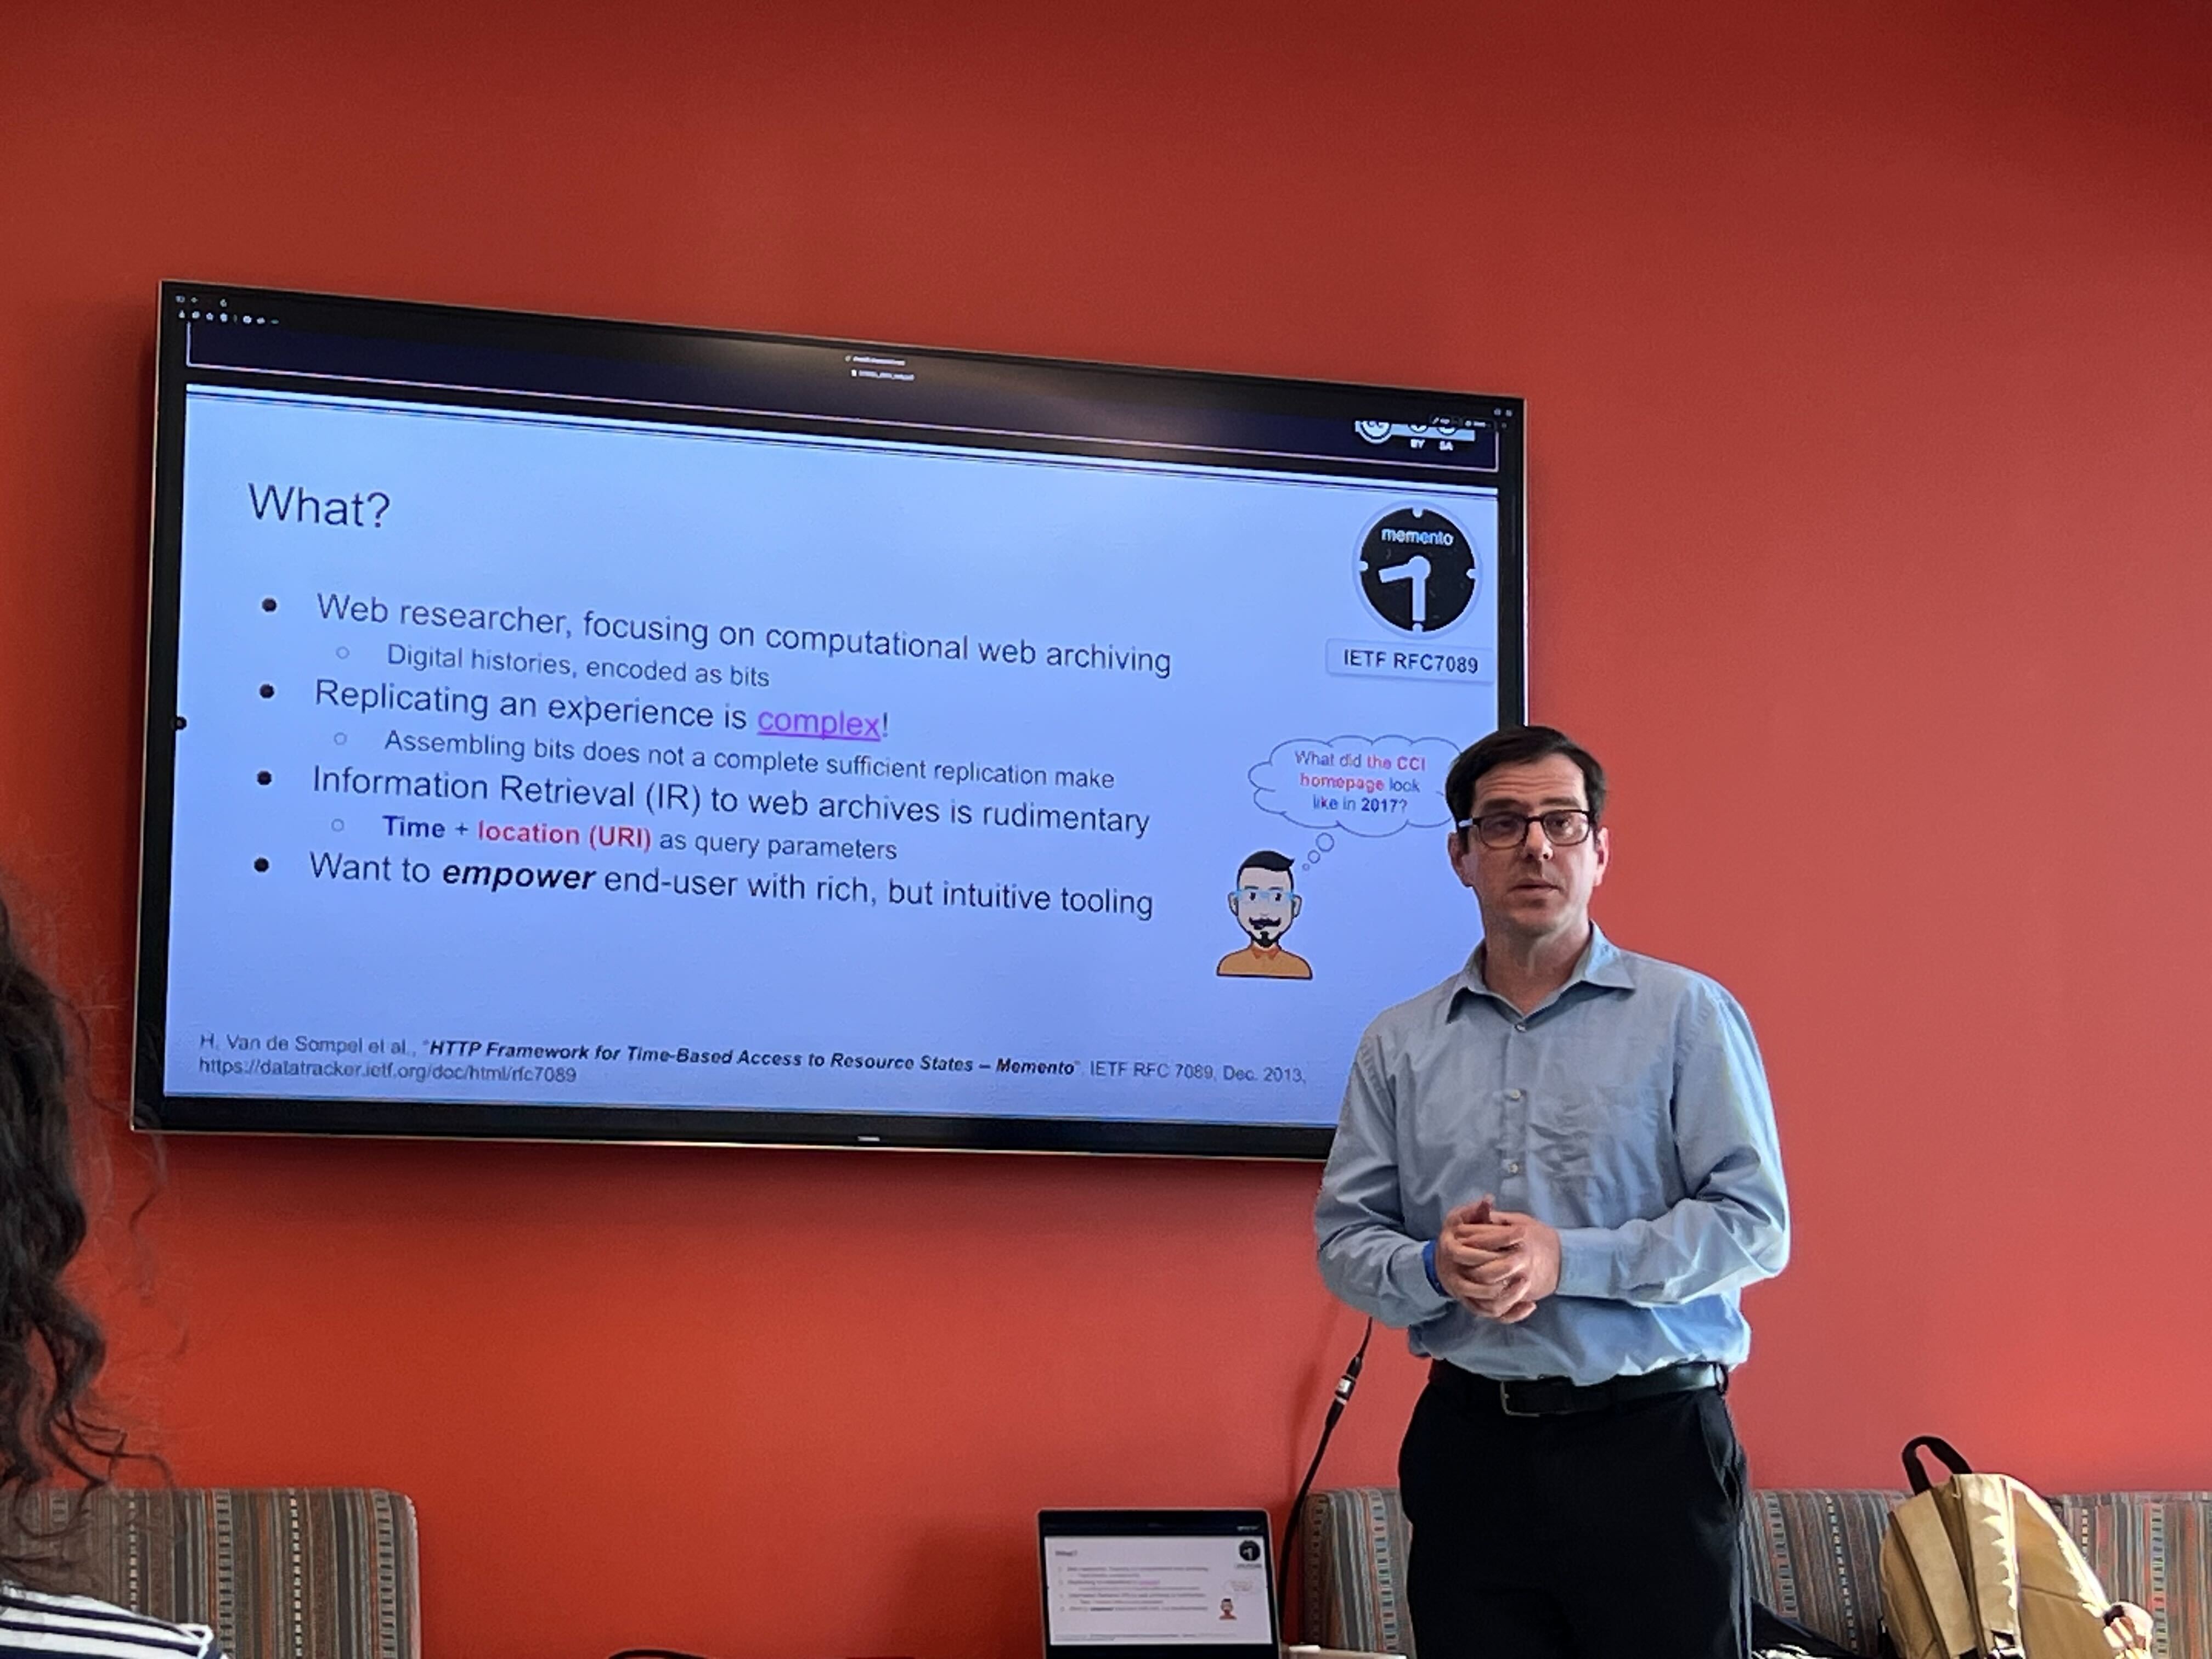 BY SA
What?
memento
IETF RFC7089
Web researcher, focusing on computational web archiving
Digital histories, encoded as bits
Replicating an experience is complex!
Assembling bits does not a complete sufficient replication make
Information Retrieval (IR) to web archives is rudimentary
Time + location (URI) as query parameters
Want to empower end-user with rich, but intuitive tooling
What did the CCI
homepage look
like in 2017?
H. Van de Sompel et al., "HTTP Framework for Time-Based Access to Resource States – Memento", IETF RFC 7089, Dec. 2013,
https://datatracker.ietf.org/doc/html/rfc7089